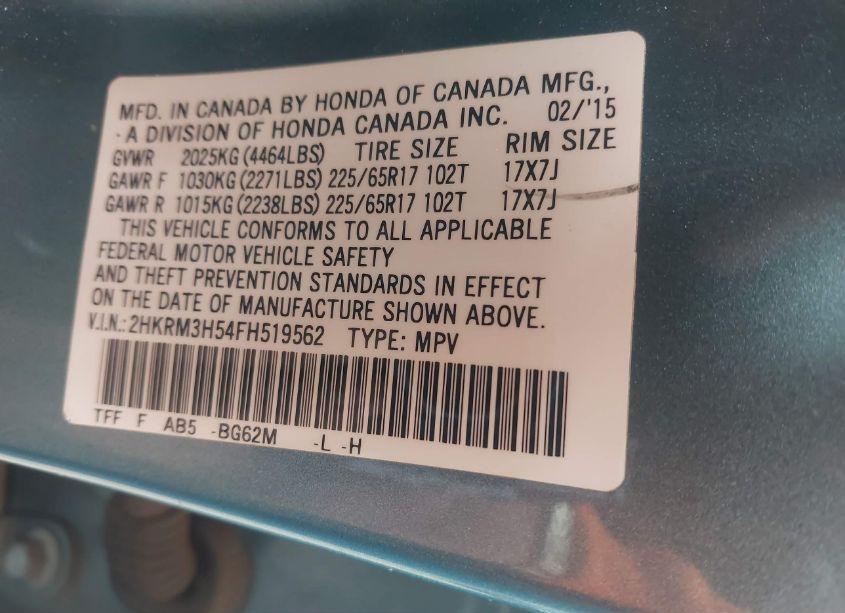 MFD. IN CANADA BY HONDA OF CANADA MFG.,
- A DIVISION OF HONDA CANADA INC. 02/'15
GVWR 2025KG (4464LBS) TIRE SIZE RIM SIZE
GAWR F 1030KG (2271LBS) 225/65R17 102T 17X7J
GAWR R 1015KG (2238LBS) 225/65R17 102T 17X7J
THIS VEHICLE CONFORMS TO ALL APPLICABLE
FEDERAL MOTOR VEHICLE SAFETY
AND THEFT PREVENTION STANDARDS IN EFFECT
ON THE DATE OF MANUFACTURE SHOWN ABOVE.
V.I.N.: 2HKRM3H54FH519562 TYPE: MPV
TFF F AB5 -BG62M -L -H